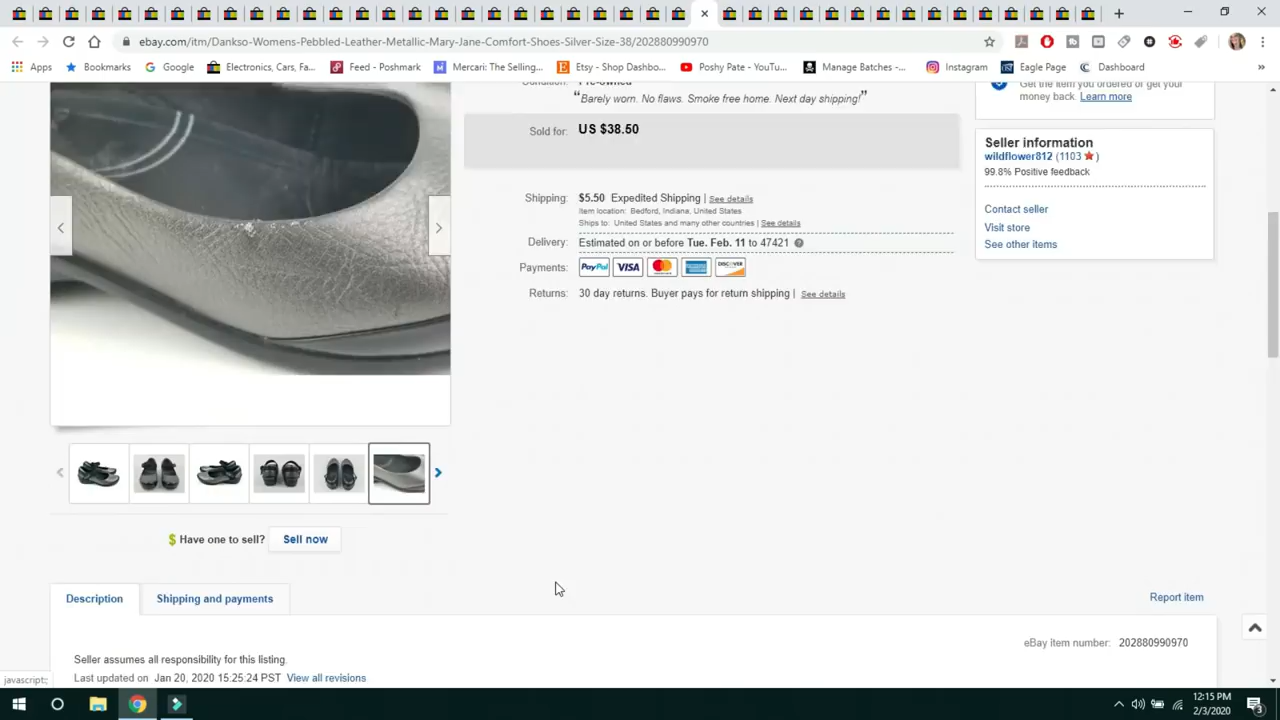 ebay.com/itm/Dankso-Womens-Pebbled-Leather-Metallic-Mary-Jane-Comfort-Shoes-Silver-Size-38/202880990970
Apps
Bookmarks
Google
Electronics, Cars, Fa...
Feed - Poshmark
Mercari: The Selling...
Etsy - Shop Dashbo...
Poshy Pate - YouTu...
Manage Batches -...
Instagram
Eagle Page
Dashboard
»
Condition: Pre-owned
“Barely worn. No flaws. Smoke free home. Next day shipping!”
Sold for: US $38.50
Shipping: $5.50 Expedited Shipping | See details
Item location: Bedford, Indiana, United States
Ships to: United States and many other countries | See details
Delivery: Estimated on or before Tue. Feb. 11 to 47421
Payments: PayPal VISA DISCOVER
Returns: 30 day returns. Buyer pays for return shipping | See details
Get the item you ordered or get your
money back. Learn more
Seller information
wildflower812 (1103 )
99.8% Positive feedback
Contact seller
Visit store
See other items
$ Have one to sell? Sell now
Description
Shipping and payments
Report item
eBay item number: 202880990970
Seller assumes all responsibility for this listing.
Last updated on Jan 20, 2020 15:25:24 PST View all revisions
javascript:;
12:15 PM
2/3/2020
3